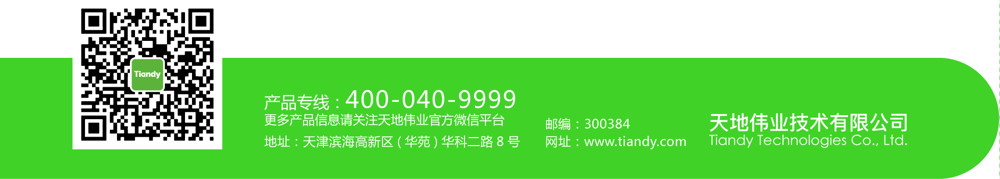 Tiandy
产品专线：400-040-9999
更多产品信息请关注天地伟业官方微信平台
地址：天津滨海高新区(华苑)华科二路8号
邮编：300384
网址：www.tiandy.com
天地伟业技术有限公司
Tiandy Technologies Co., Ltd.